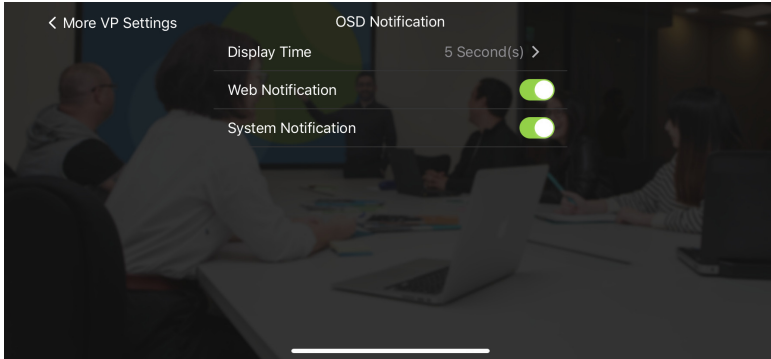 More VP Settings
OSD Notification
Display Time
5 Second(s)
Web Notification
System Notification